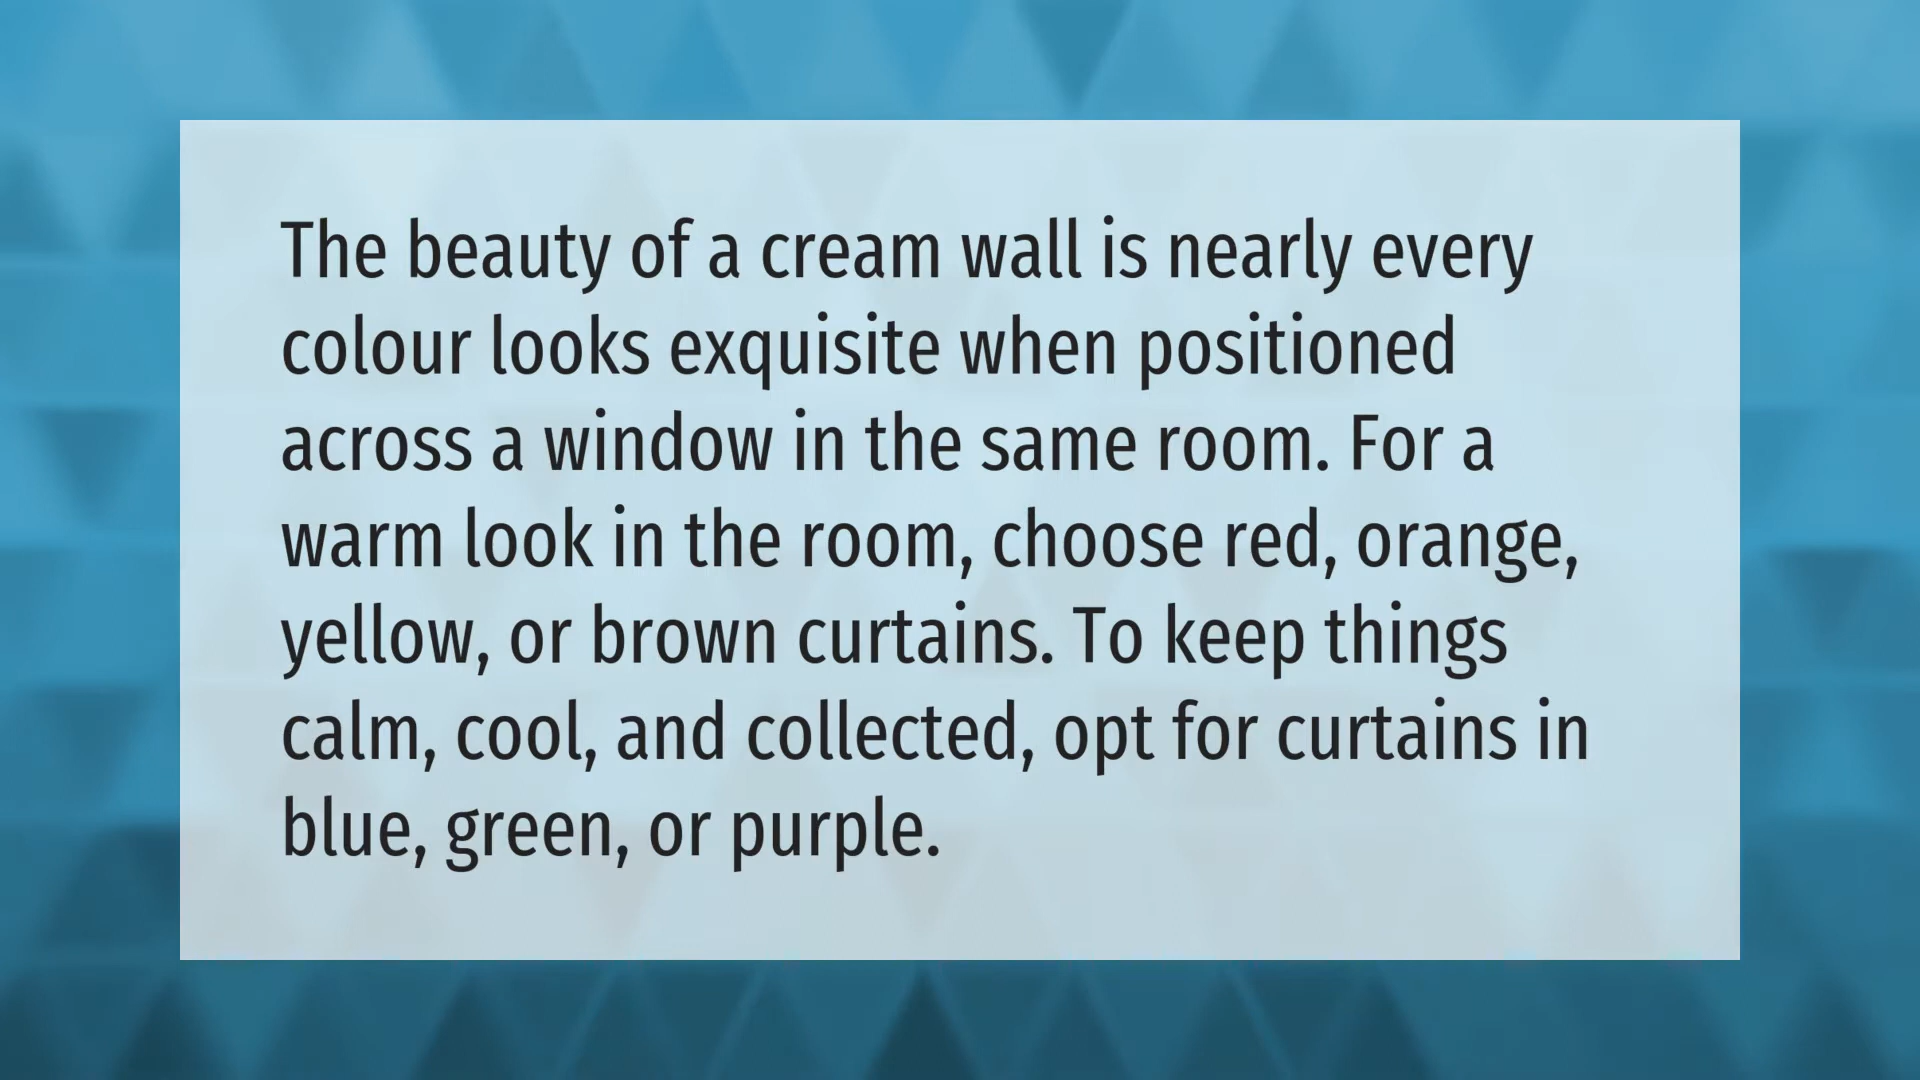 The beauty of a cream wall is nearly every
colour looks exquisite when positioned
across a window in the same room. For a
warm look in the room, choose red, orange,
yellow, or brown curtains. To keep things
calm, cool, and collected, opt for curtains in
blue, green, or purple.